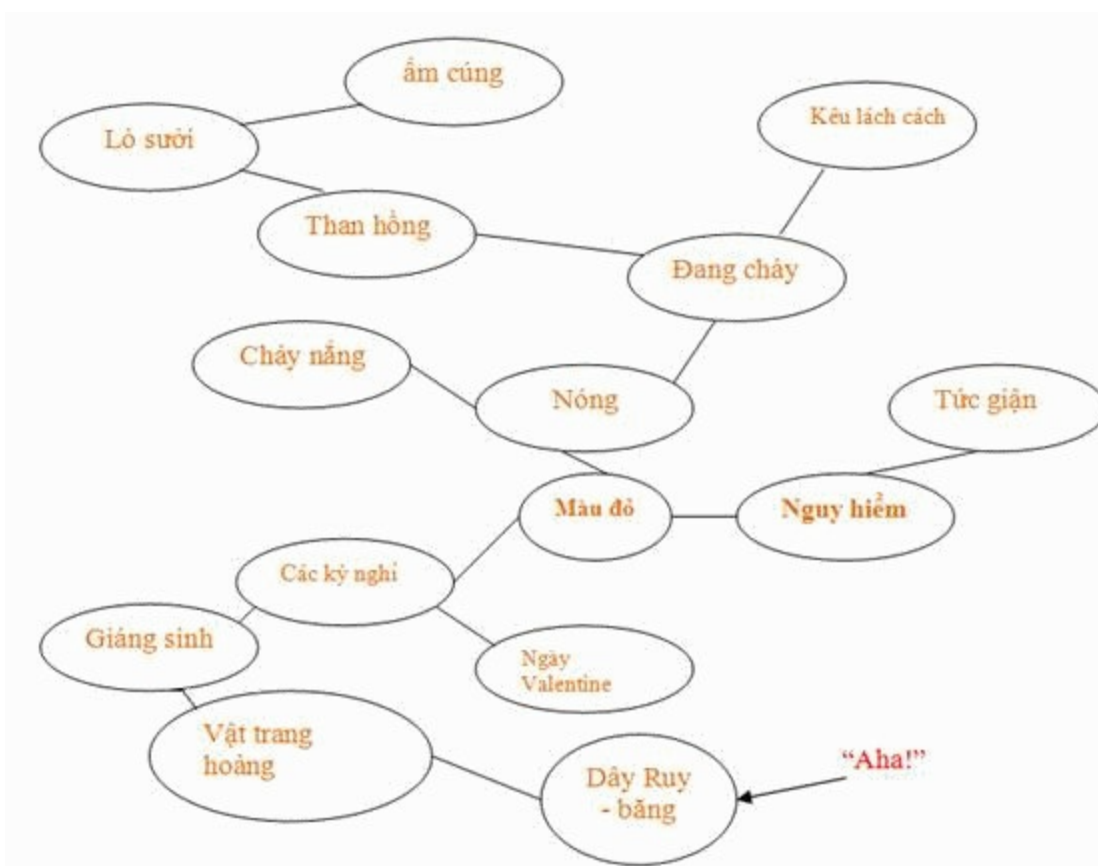 ấm cúng
Kêu lách cách
Lò sưởi
Than hồng
Đang cháy
Cháy nắng
Nóng
Tức giận
Màu đỏ
Nguy hiểm
Các kỳ nghỉ
Giáng sinh
Ngày
Valentine
Vật trang
hoàng
"Aha!"
Dây Ruy
- băng